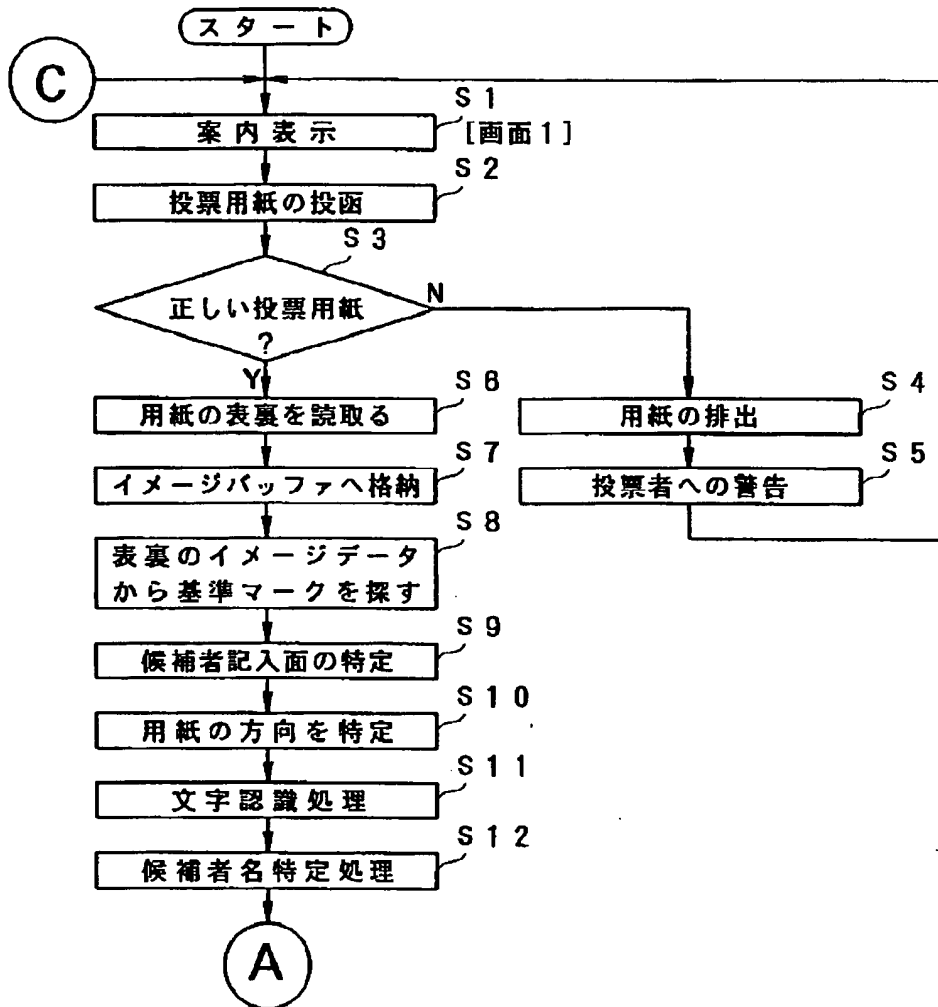 スタート
C
S1
案内表示
[画面1]
S2
投票用紙の投函
S3
正しい投票用紙
?
N
Y
S6
用紙の表裏を読取る
S4
用紙の排出
S7
イメージバッファへ格納
S5
投票者への警告
S8
表裏のイメージデータ
から基準マークを探す
S9
候補者記入面の特定
S10
用紙の方向を特定
S11
文字認識処理
S12
候補者名特定処理
A